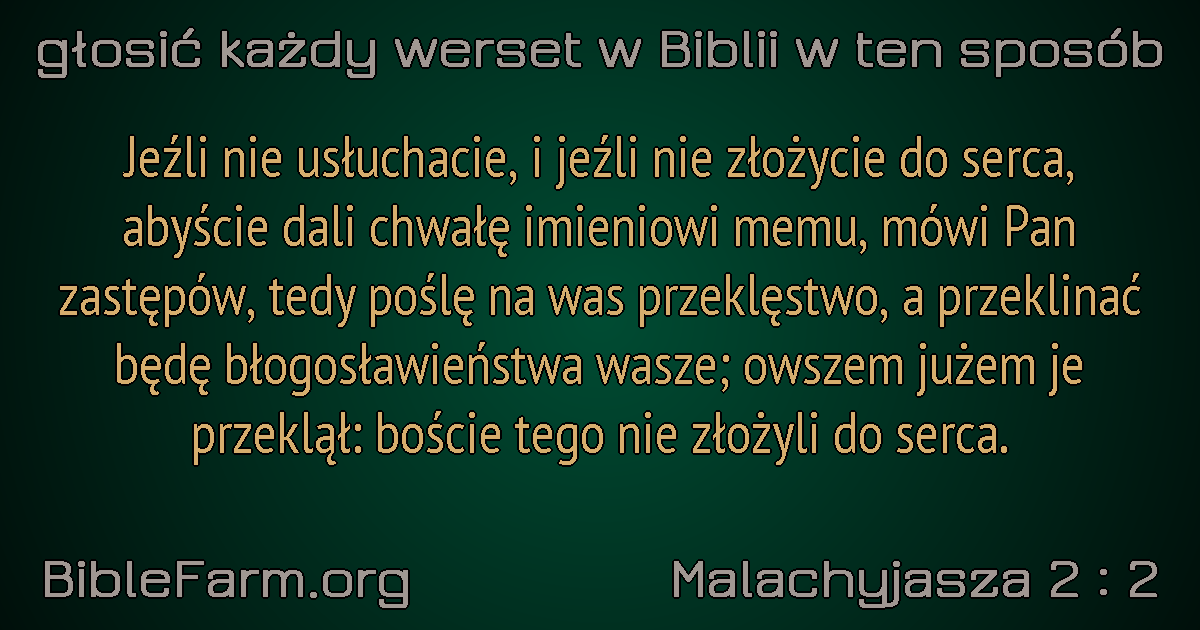 głosić każdy werset w Biblii w ten sposób
Jeźli nie usłuchacie, i jeźli nie złożycie do serca,
abyście dali chwałę imieniowi memu, mówi Pan
zastępów, tedy poślę na was przeklęstwo, a przeklinać
będę błogosławieństwa wasze; owszem jużem je
przeklął: boście tego nie złożyli do serca.
BibleFarm.org
Malachyjasza 2 : 2